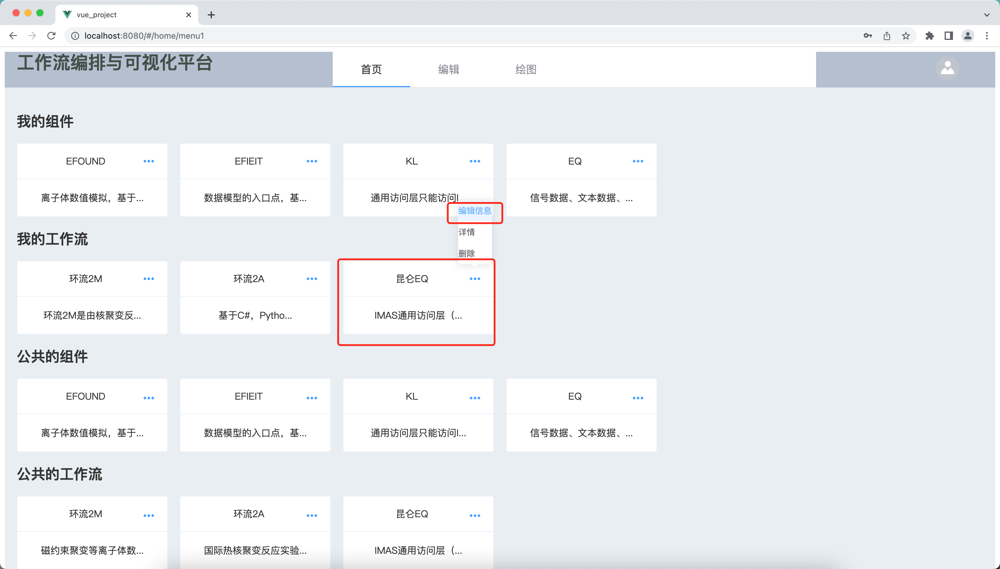 vue_project
localhost:8080/#/home/menu1
工作流编排与可视化平台
首页
编辑
绘图
我的组件
EFOUND
EFIEIT
KL
EQ
离子体数值模拟，基于...
数据模型的入口点，基...
通用访问层只能访问I
信号数据、文本数据、...
编辑信息
详情
删除
我的工作流
环流2M
环流2A
昆仑EQ
环流2M是由核聚变反...
基于C#，Pytho...
IMAS通用访问层（...
公共的组件
EFOUND
EFIEIT
KL
EQ
离子体数值模拟，基于...
数据模型的入口点，基...
通用访问层只能访问I...
信号数据、文本数据、...
公共的工作流
环流2M
环流2A
昆仑EQ
磁约束聚变等离子体数...
国际热核聚变反应实验...
IMAS通用访问层（...